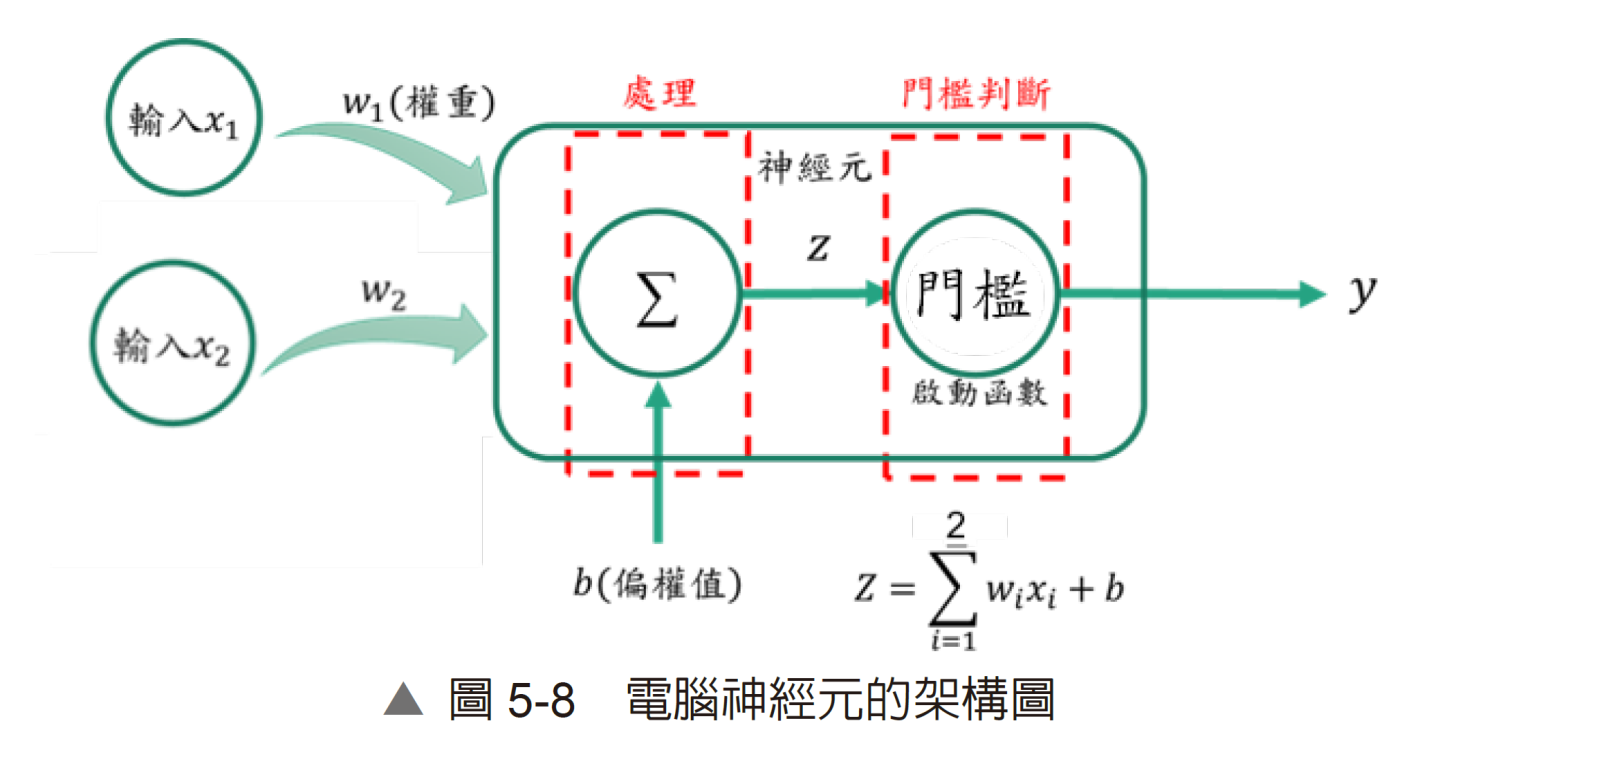 輸入x₁
w₁(權重)
輸入x₂
w₂
處理
門檻判斷
神經元
∑
z
門檻
啟動函數
y
b(偏權值)
Z = ∑ᵢ₌₁² wᵢxᵢ + b
▲ 圖 5-8 電腦神經元的架構圖